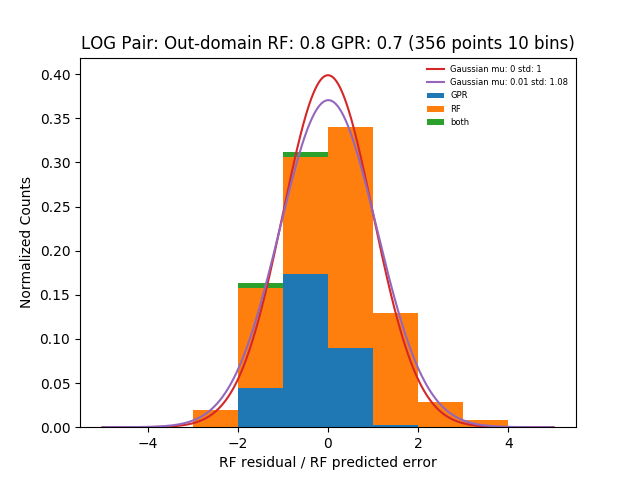 LOG Pair: Out-domain RF: 0.8 GPR: 0.7 (356 points 10 bins)
Gaussian mu: 0 std: 1
Gaussian mu: 0.01 std: 1.08
GPR
RF
both
Normalized Counts
0.40
0.35
0.30
0.25
0.20
0.15
0.10
0.05
0.00
−4 −2 0 2 4
RF residual / RF predicted error